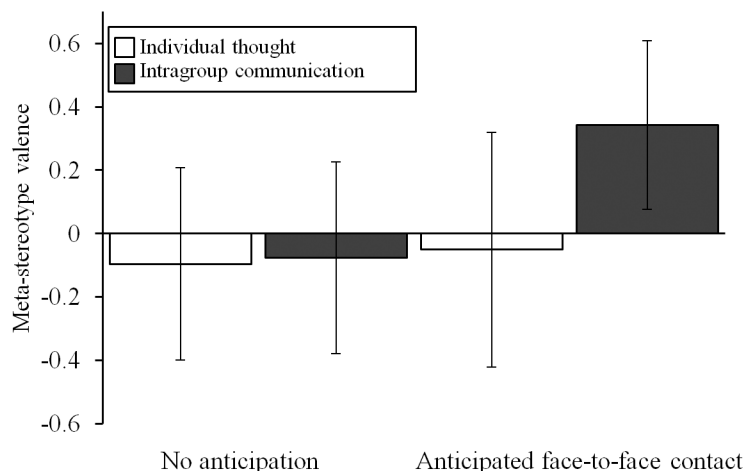 0.6
Individual thought
Intragroup communication
0.4
0.2
0
-0.2
-0.4
-0.6
Meta-stereotype valence
No anticipation
Anticipated face-to-face contact